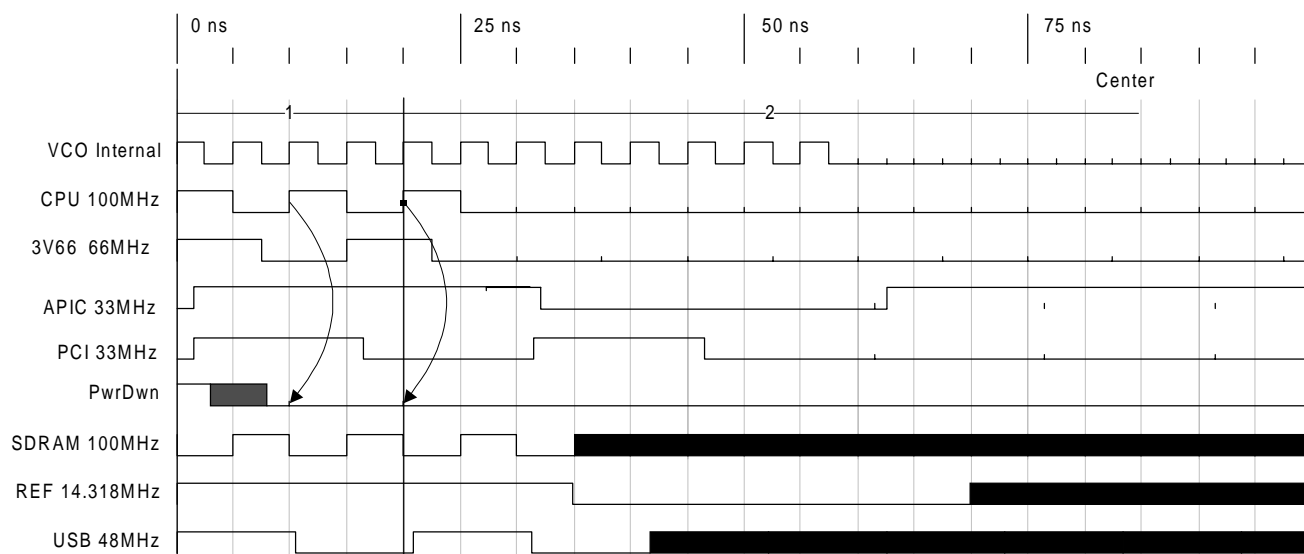 0 ns 25 ns 50 ns 75 ns
Center
1 2
VCO Internal
CPU 100MHz
3V66 66MHz
APIC 33MHz
PCI 33MHz
PwrDwn
SDRAM 100MHz
REF 14.318MHz
USB 48MHz